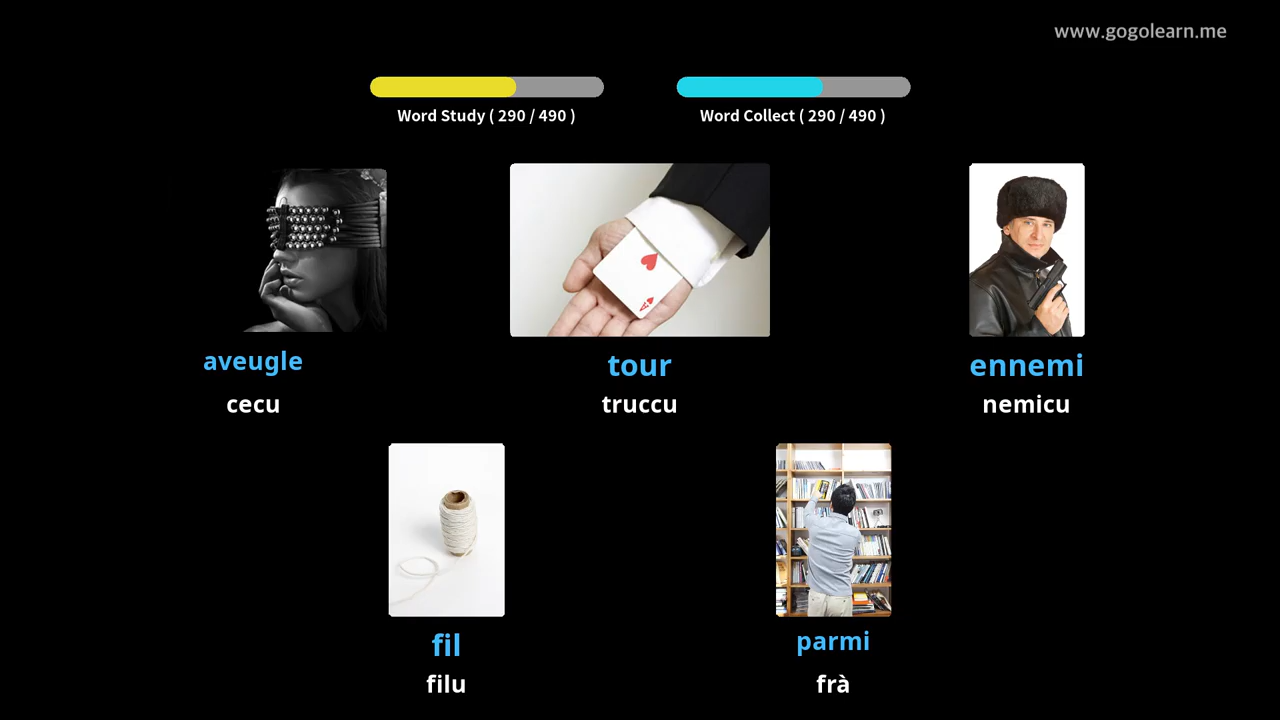 www.gogolearn.me
Word Study ( 290 / 490 )
Word Collect ( 290 / 490 )
aveugle
cecu
tour
truccu
ennemi
nemicu
fil
filu
parmi
frà